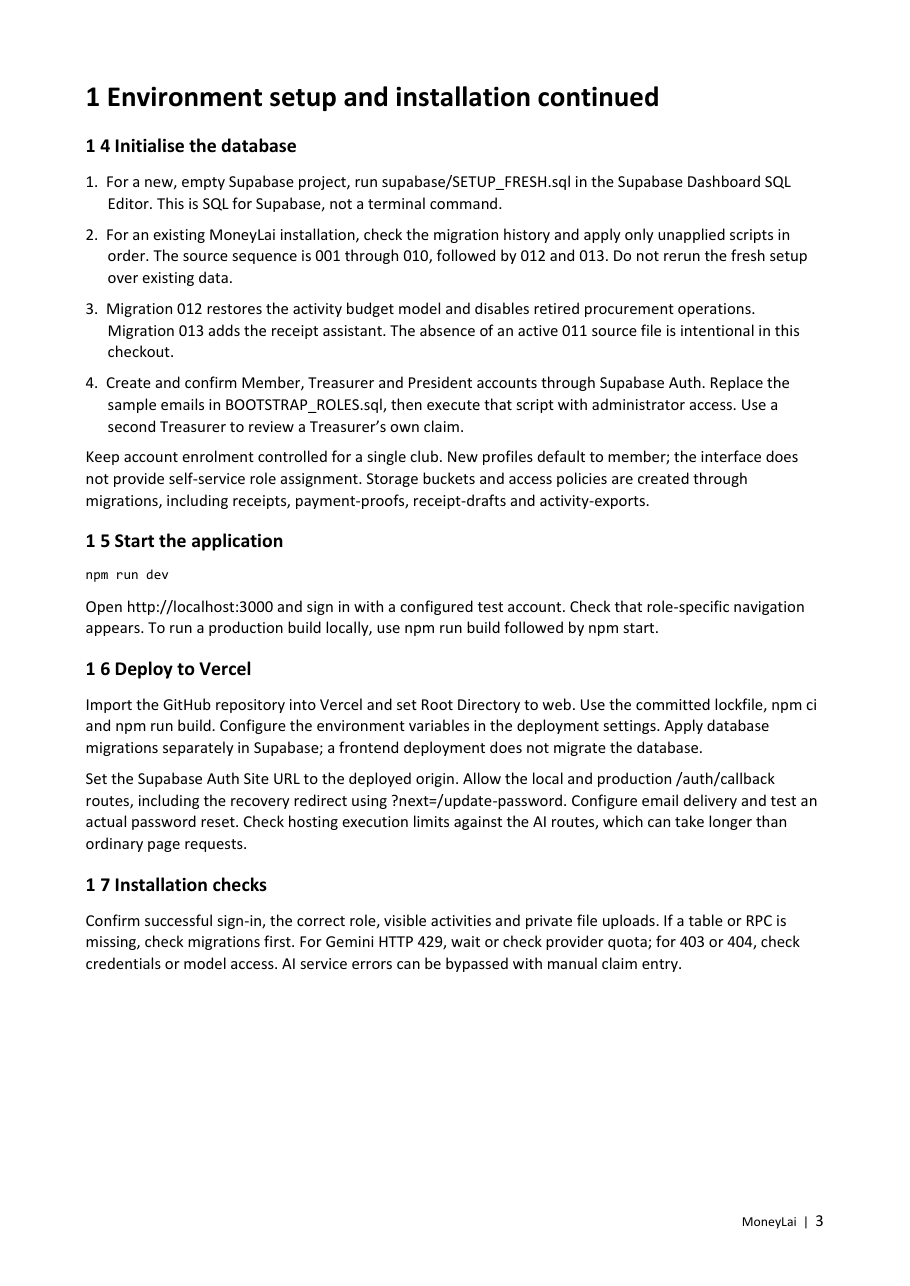 1 Environment setup and installation continued
1 4 Initialise the database
1. For a new, empty Supabase project, run supabase/SETUP_FRESH.sql in the Supabase Dashboard SQL
Editor. This is SQL for Supabase, not a terminal command.
2. For an existing MoneyLai installation, check the migration history and apply only unapplied scripts in
order. The source sequence is 001 through 010, followed by 012 and 013. Do not rerun the fresh setup
over existing data.
3. Migration 012 restores the activity budget model and disables retired procurement operations.
Migration 013 adds the receipt assistant. The absence of an active 011 source file is intentional in this
checkout.
4. Create and confirm Member, Treasurer and President accounts through Supabase Auth. Replace the
sample emails in BOOTSTRAP_ROLES.sql, then execute that script with administrator access. Use a
second Treasurer to review a Treasurer’s own claim.
Keep account enrolment controlled for a single club. New profiles default to member; the interface does
not provide self-service role assignment. Storage buckets and access policies are created through
migrations, including receipts, payment-proofs, receipt-drafts and activity-exports.
1 5 Start the application
npm run dev
Open http://localhost:3000 and sign in with a configured test account. Check that role-specific navigation
appears. To run a production build locally, use npm run build followed by npm start.
1 6 Deploy to Vercel
Import the GitHub repository into Vercel and set Root Directory to web. Use the committed lockfile, npm ci
and npm run build. Configure the environment variables in the deployment settings. Apply database
migrations separately in Supabase; a frontend deployment does not migrate the database.
Set the Supabase Auth Site URL to the deployed origin. Allow the local and production /auth/callback
routes, including the recovery redirect using ?next=/update-password. Configure email delivery and test an
actual password reset. Check hosting execution limits against the AI routes, which can take longer than
ordinary page requests.
1 7 Installation checks
Confirm successful sign-in, the correct role, visible activities and private file uploads. If a table or RPC is
missing, check migrations first. For Gemini HTTP 429, wait or check provider quota; for 403 or 404, check
credentials or model access. AI service errors can be bypassed with manual claim entry.
MoneyLai | 3